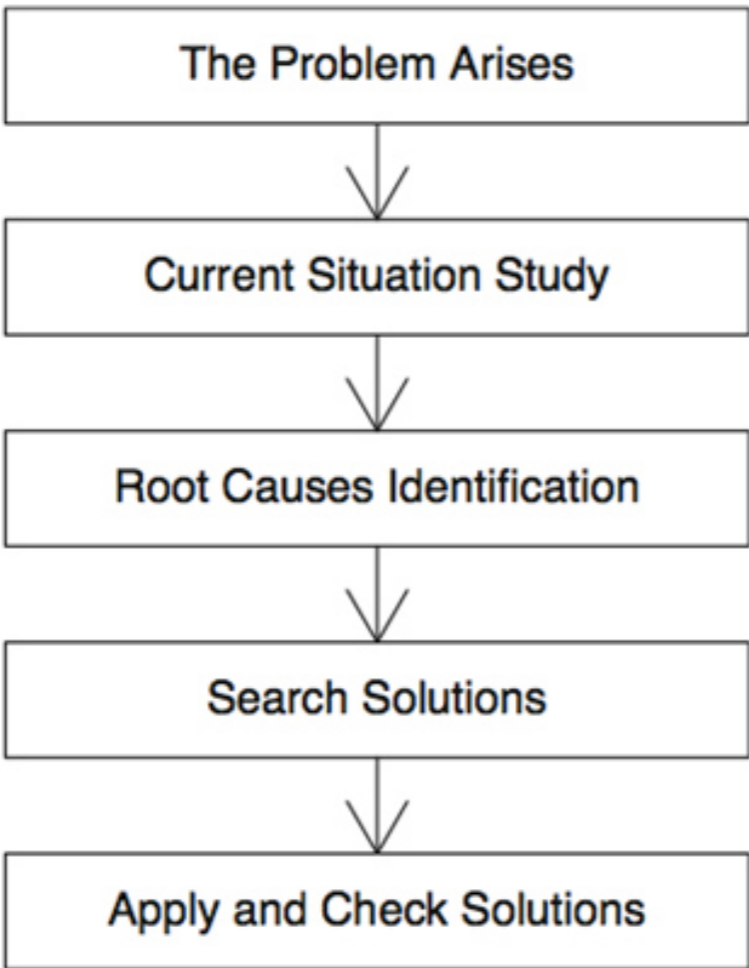 The Problem Arises
Current Situation Study
Root Causes Identification
Search Solutions
Apply and Check Solutions